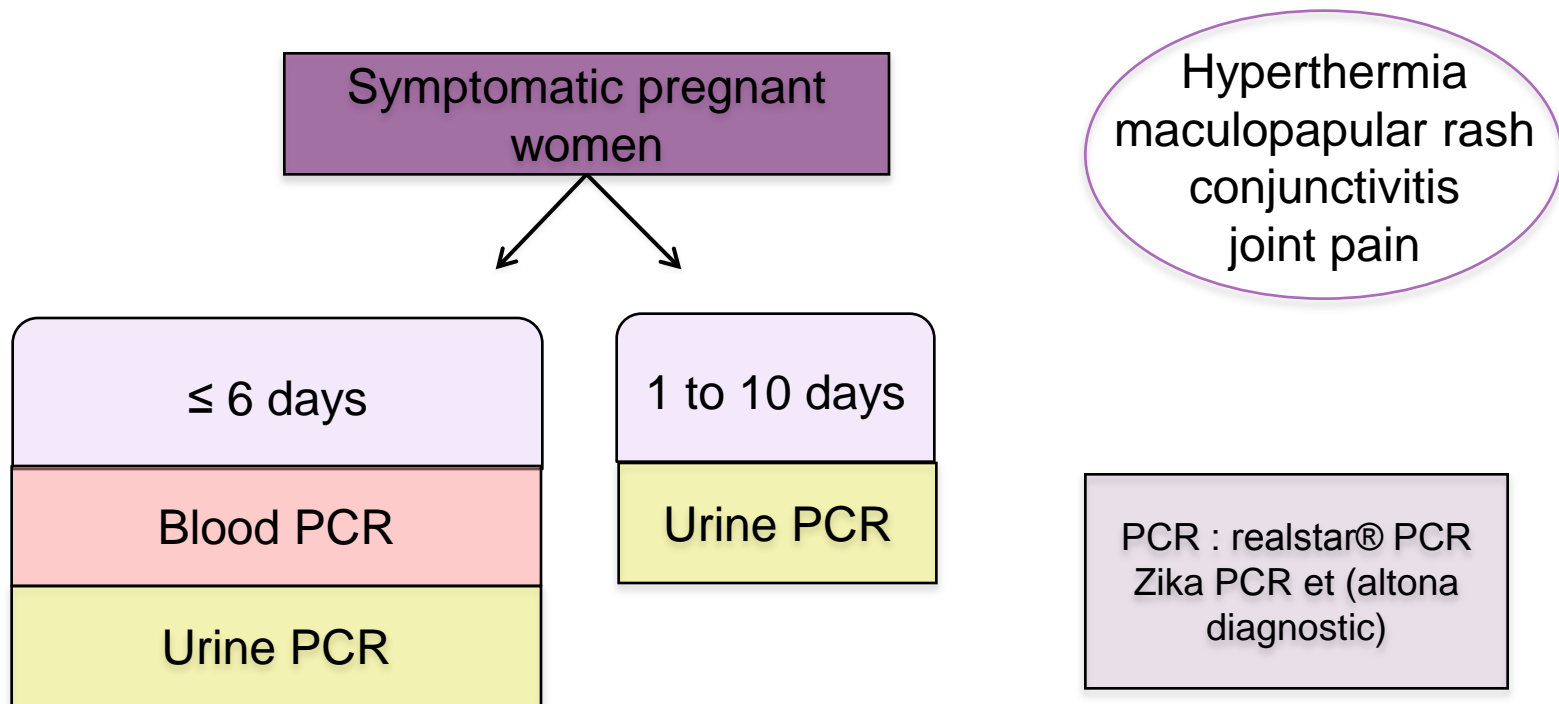 Symptomatic pregnant
women
Hyperthermia
maculopapular rash
conjunctivitis
joint pain
≤ 6 days
Blood PCR
Urine PCR
1 to 10 days
Urine PCR
PCR : realstar® PCR
Zika PCR et (altona
diagnostic)